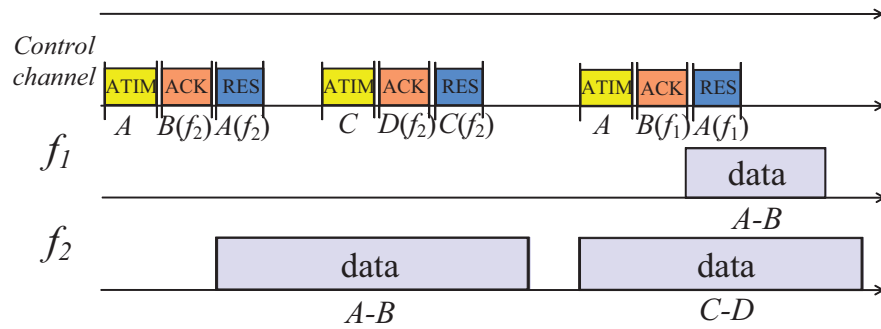 Control
channel
ATIM ACK RES ATIM ACK RES ATIM ACK RES
A B(f2) A(f2) C D(f2) C(f2) A B(f1) A(f1)
f1
data
A-B
f2
data data
A-B C-D